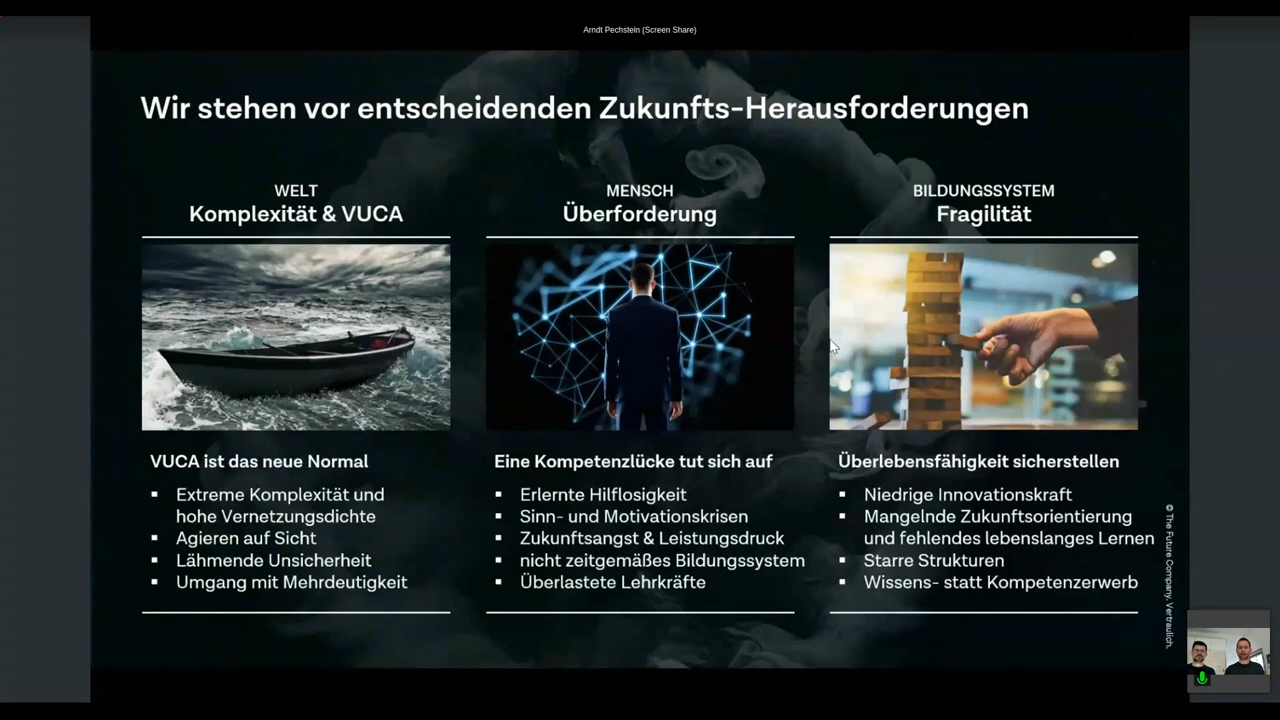 Arndt Pechstein (Screen Share)
Wir stehen vor entscheidenden Zukunfts-Herausforderungen
WELT
Komplexität & VUCA
VUCA ist das neue Normal
▪ Extreme Komplexität und
hohe Vernetzungsdichte
▪ Agieren auf Sicht
▪ Lähmende Unsicherheit
▪ Umgang mit Mehrdeutigkeit
MENSCH
Überforderung
Eine Kompetenzlücke tut sich auf
▪ Erlernte Hilflosigkeit
▪ Sinn- und Motivationskrisen
▪ Zukunftsangst & Leistungsdruck
▪ nicht zeitgemäßes Bildungssystem
▪ Überlastete Lehrkräfte
BILDUNGSSYSTEM
Fragilität
Überlebensfähigkeit sicherstellen
▪ Niedrige Innovationskraft
▪ Mangelnde Zukunftsorientierung
und fehlendes lebenslanges Lernen
▪ Starre Strukturen
▪ Wissens- statt Kompetenzerwerb
© The Future Company. Vertraulich.